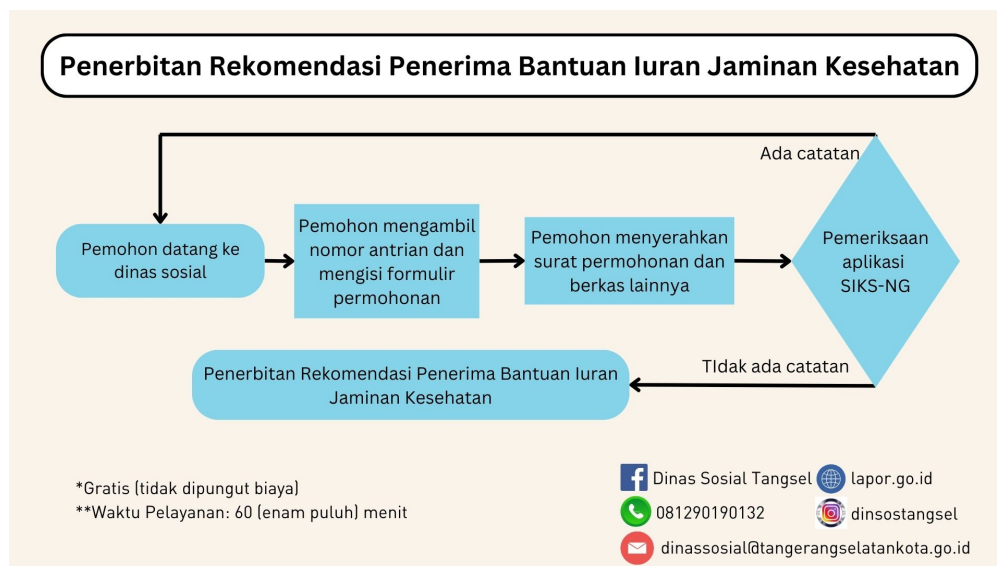 Penerbitan Rekomendasi Penerima Bantuan Iuran Jaminan Kesehatan
Ada catatan
Pemohon datang ke
dinas sosial
Pemohon mengambil
nomor antrian dan
mengisi formulir
permohonan
Pemohon menyerahkan
surat permohonan dan
berkas lainnya
Pemeriksaan
aplikasi
SIKS-NG
TIdak ada catatan
Penerbitan Rekomendasi Penerima Bantuan Iuran
Jaminan Kesehatan
*Gratis (tidak dipungut biaya)
**Waktu Pelayanan: 60 (enam puluh) menit
Dinas Sosial Tangsel
lapor.go.id
081290190132
dinsostangsel
dinassosial@tangerangselatankota.go.id